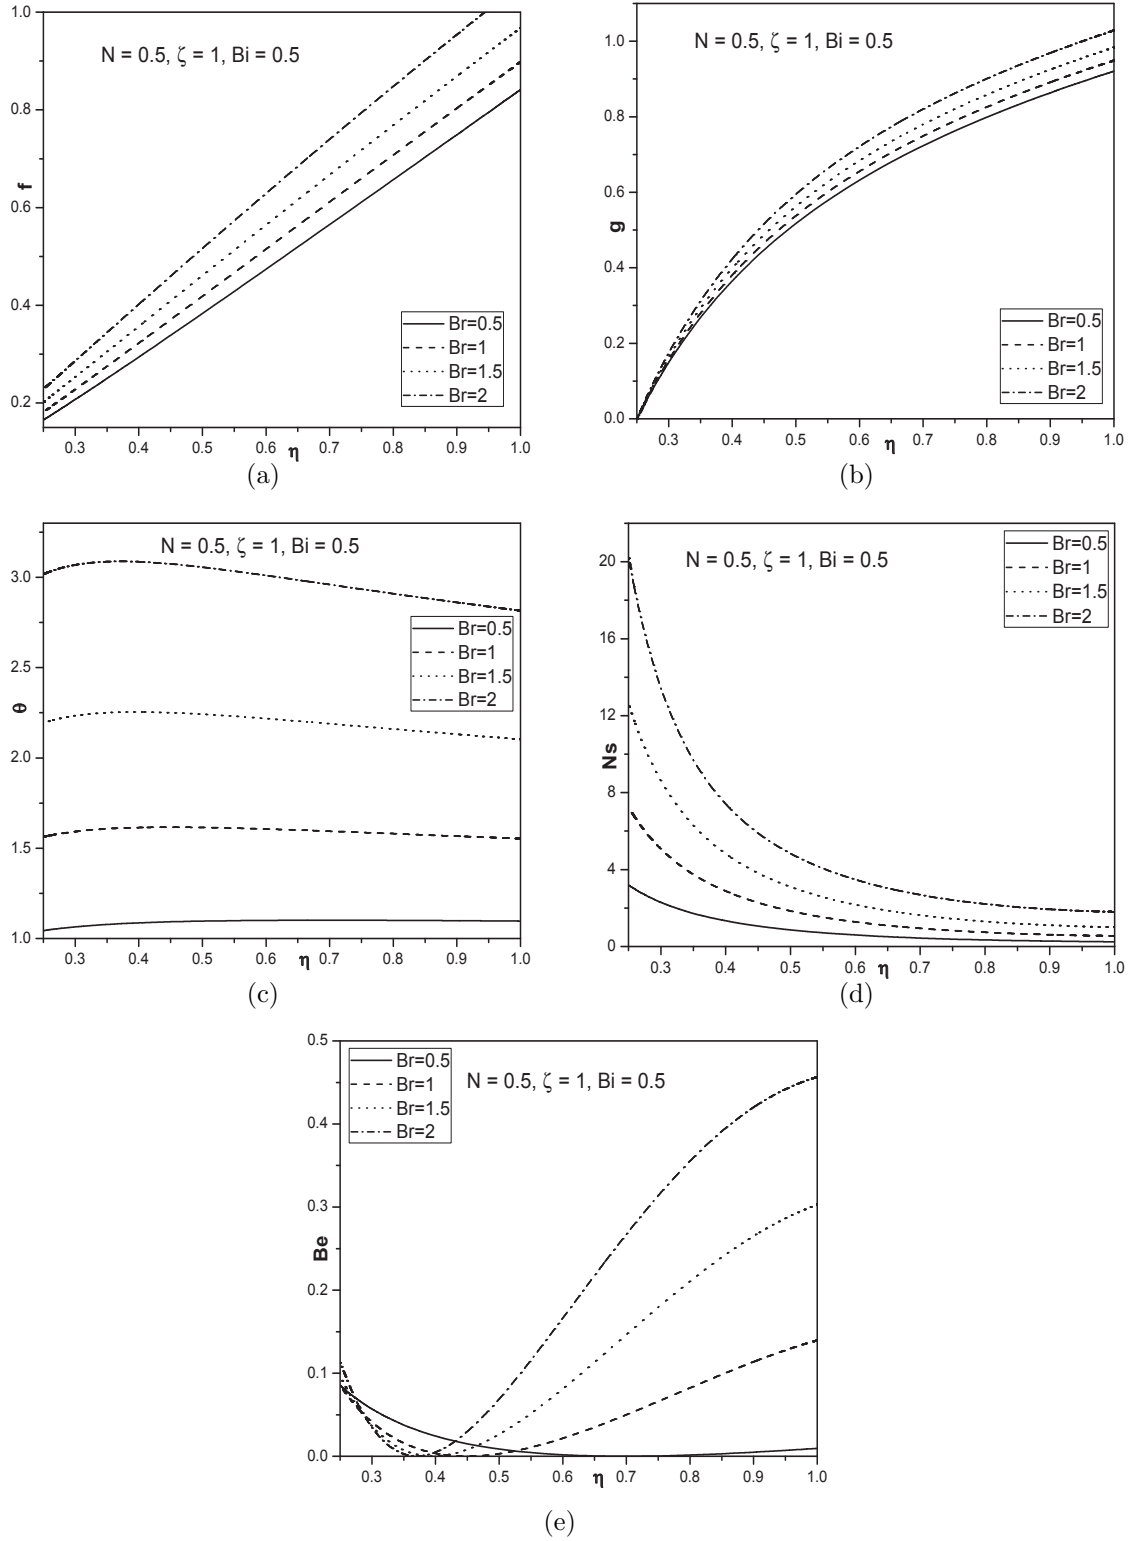 N = 0.5, ζ = 1, Bi = 0.5
1.0
0.8
0.6
0.4
0.2
f
Br=0.5
Br=1
Br=1.5
Br=2
0.3 0.4 0.5 0.6 0.7 0.8 0.9 1.0
η
(a)
N = 0.5, ζ = 1, Bi = 0.5
1.0
0.8
0.6
0.4
0.2
0.0
g
Br=0.5
Br=1
Br=1.5
Br=2
0.3 0.4 0.5 0.6 0.7 0.8 0.9 1.0
η
(b)
N = 0.5, ζ = 1, Bi = 0.5
3.0
2.5
2.0
1.5
1.0
θ
Br=0.5
Br=1
Br=1.5
Br=2
0.3 0.4 0.5 0.6 0.7 0.8 0.9 1.0
η
(c)
N = 0.5, ζ = 1, Bi = 0.5
20
16
12
8
4
0
Ns
Br=0.5
Br=1
Br=1.5
Br=2
0.3 0.4 0.5 0.6 0.7 0.8 0.9 1.0
η
(d)
N = 0.5, ζ = 1, Bi = 0.5
0.5
0.4
0.3
0.2
0.1
0.0
Be
Br=0.5
Br=1
Br=1.5
Br=2
0.3 0.4 0.5 0.6 0.7 0.8 0.9 1.0
η
(e)